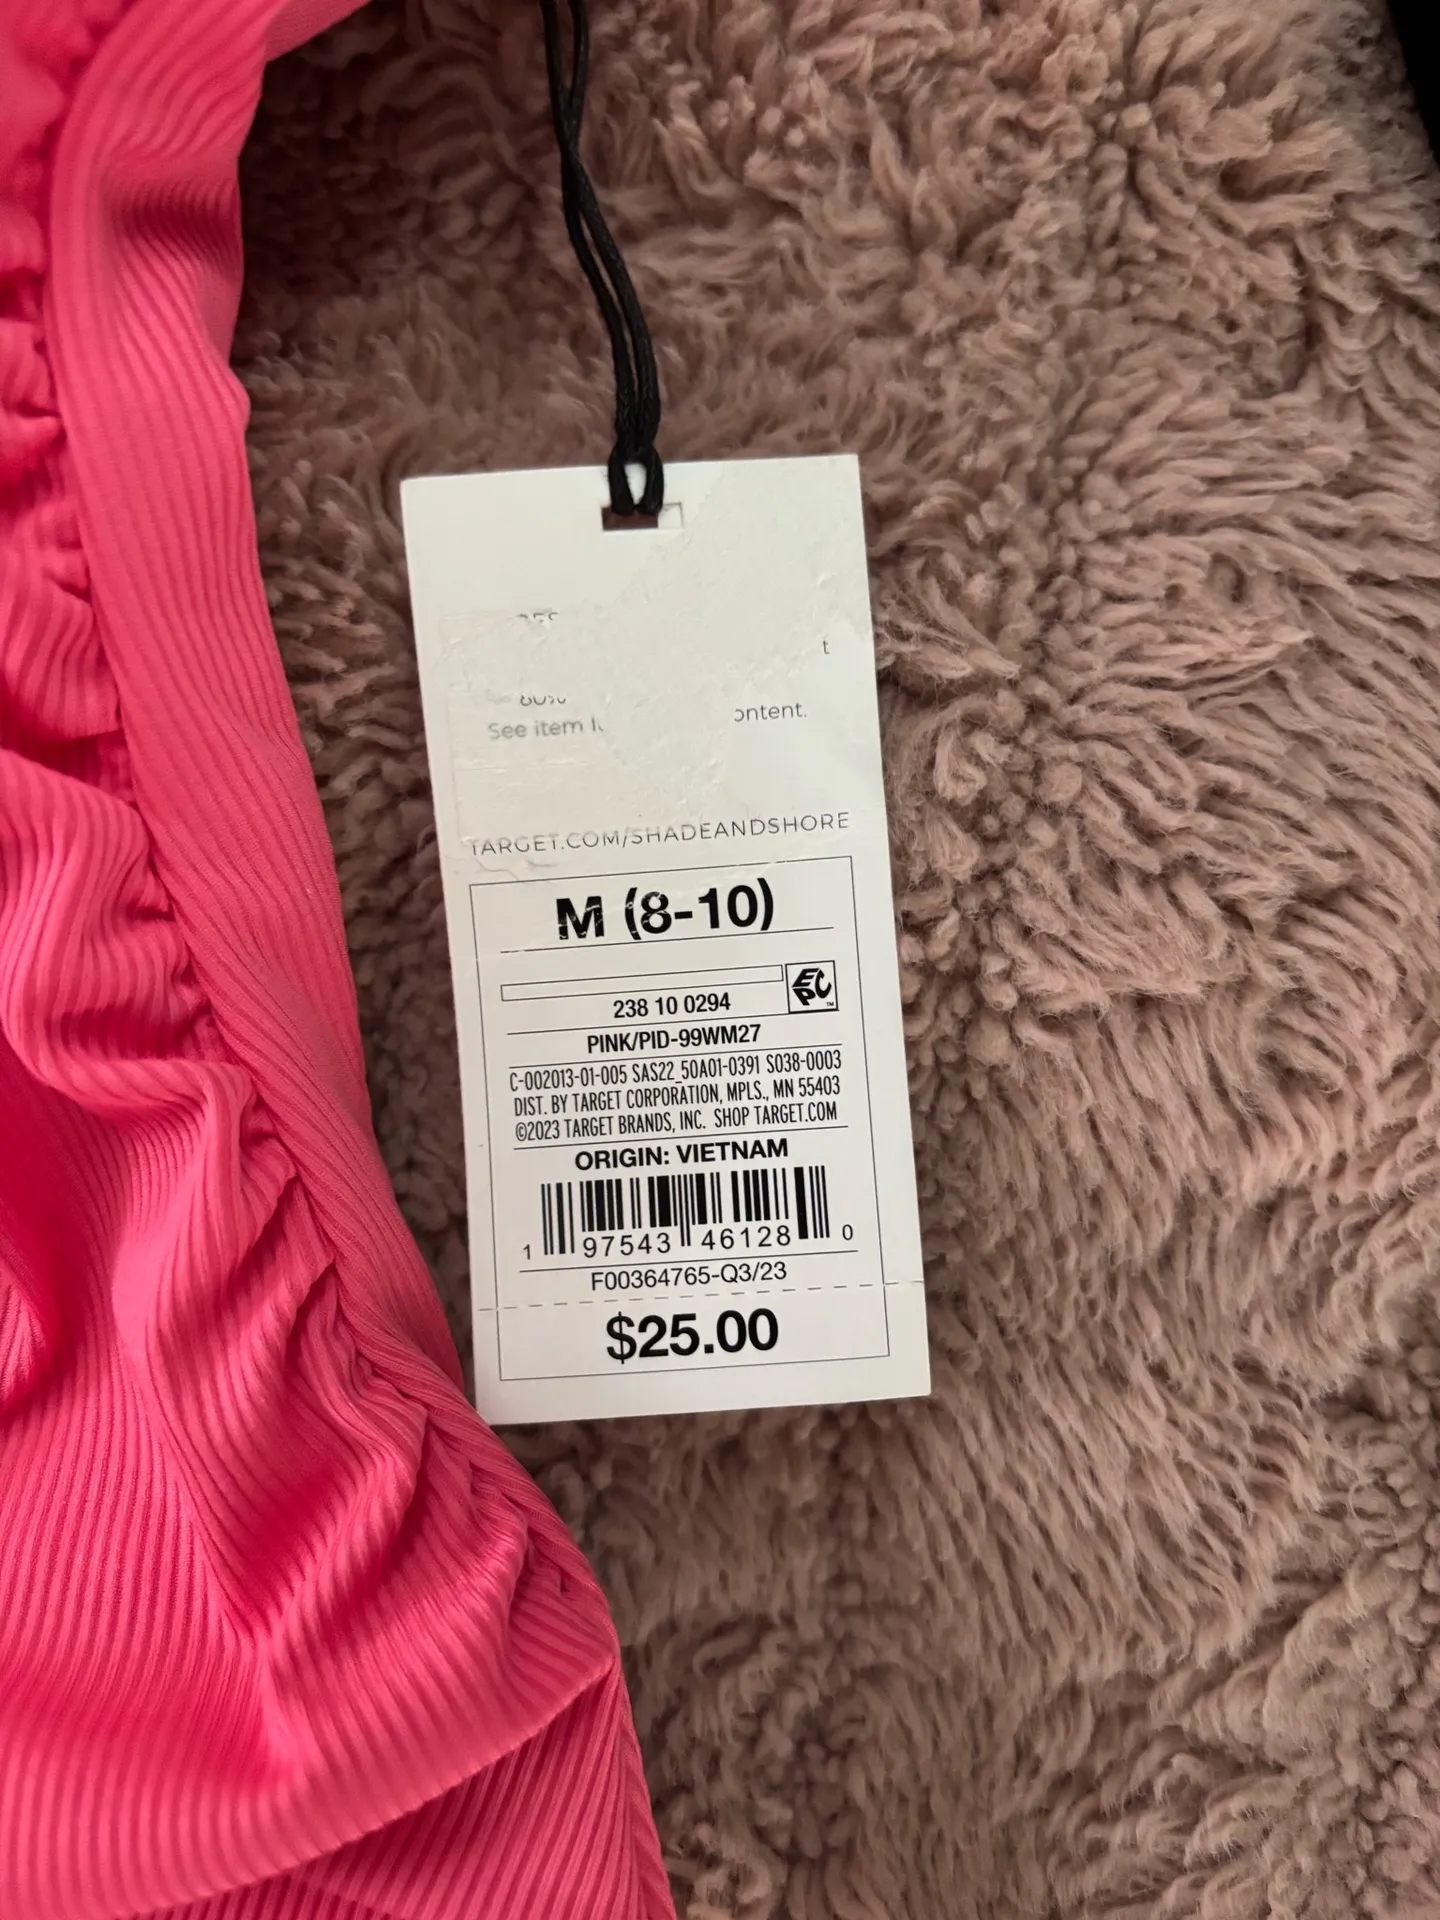 t
80%
See item
TARGET.COM/SHADEANDSHORE
M (8-10)
EPC™
238 10 0294
PINK/PID-99WM27
C-002013-01-005 SAS22_50A01-0391 S038-0003
DIST. BY TARGET CORPORATION, MPLS., MN 55403
©2023 TARGET BRANDS, INC. SHOP TARGET.COM
ORIGIN: VIETNAM
1 97543 46128 0
F00364765-Q3/23
$25.00